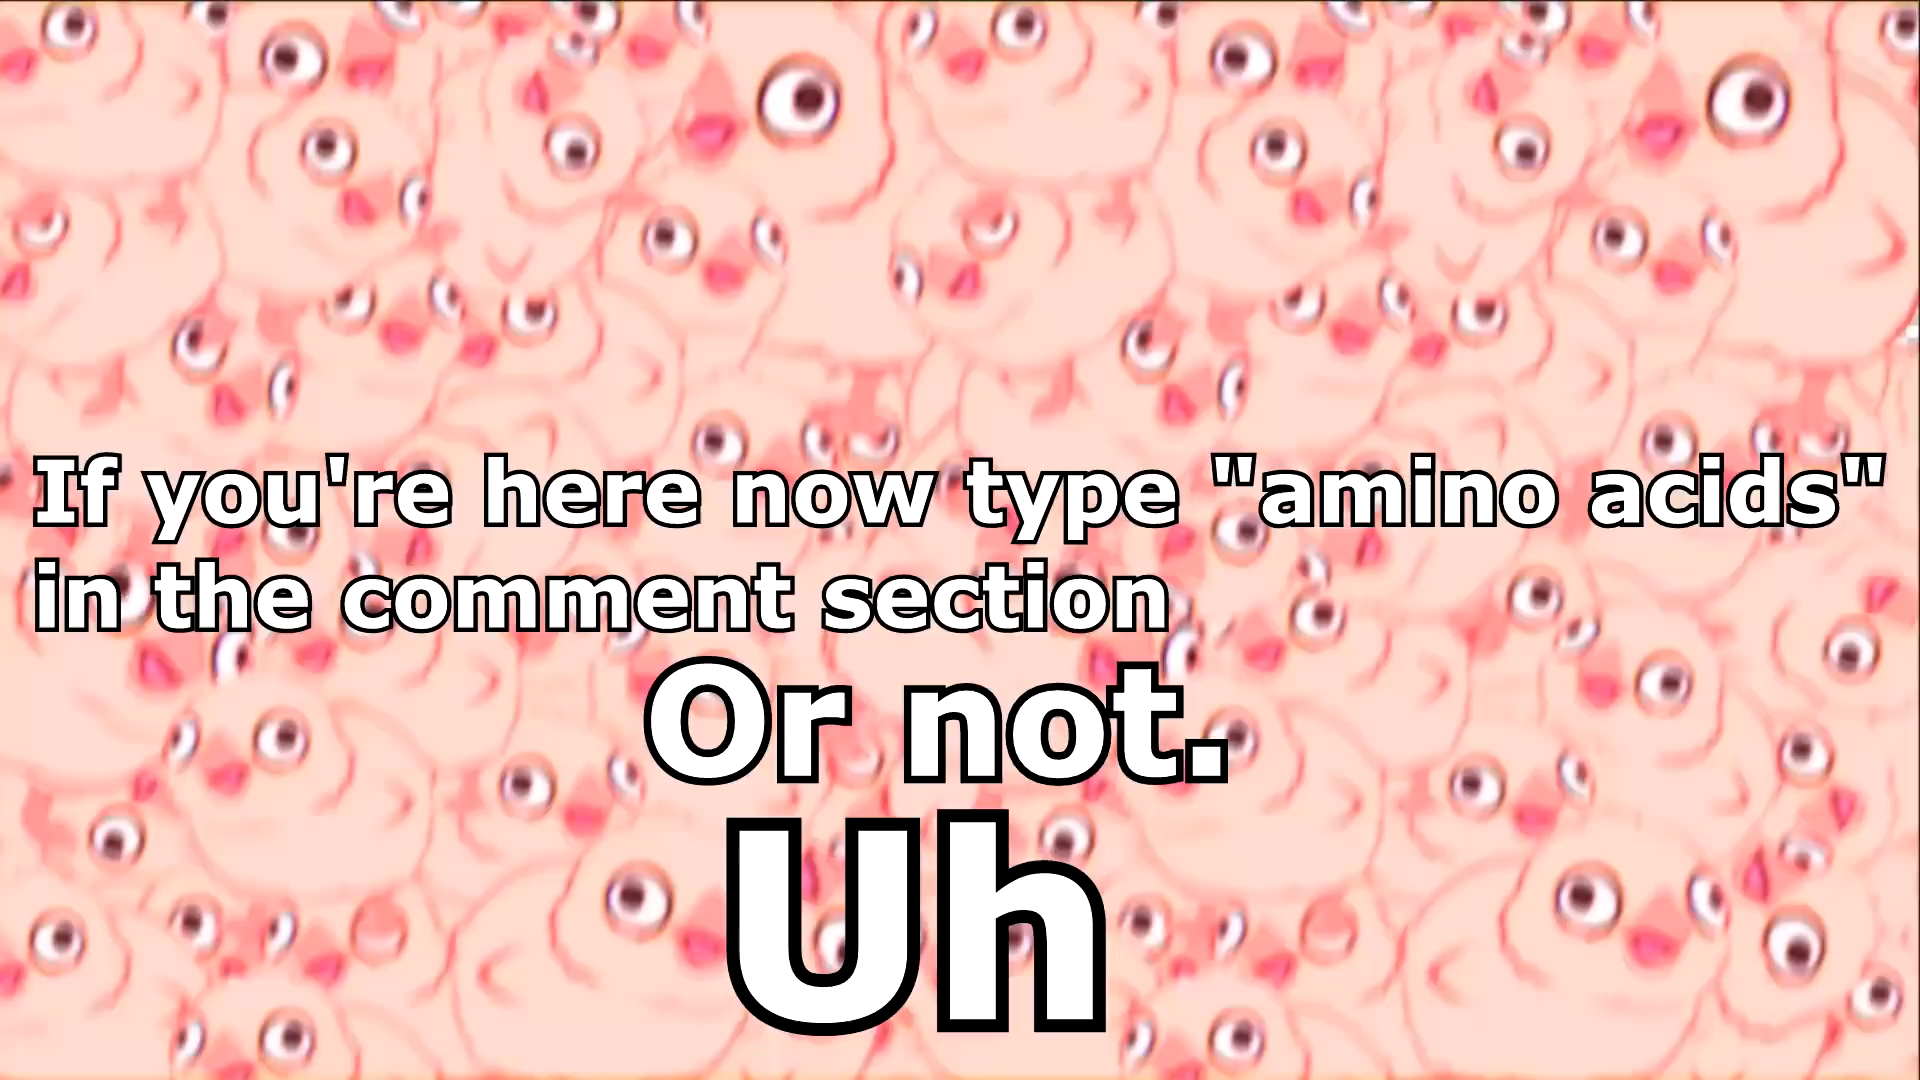 If you're here now type "amino acids"
in the comment section
Or not.
Uh